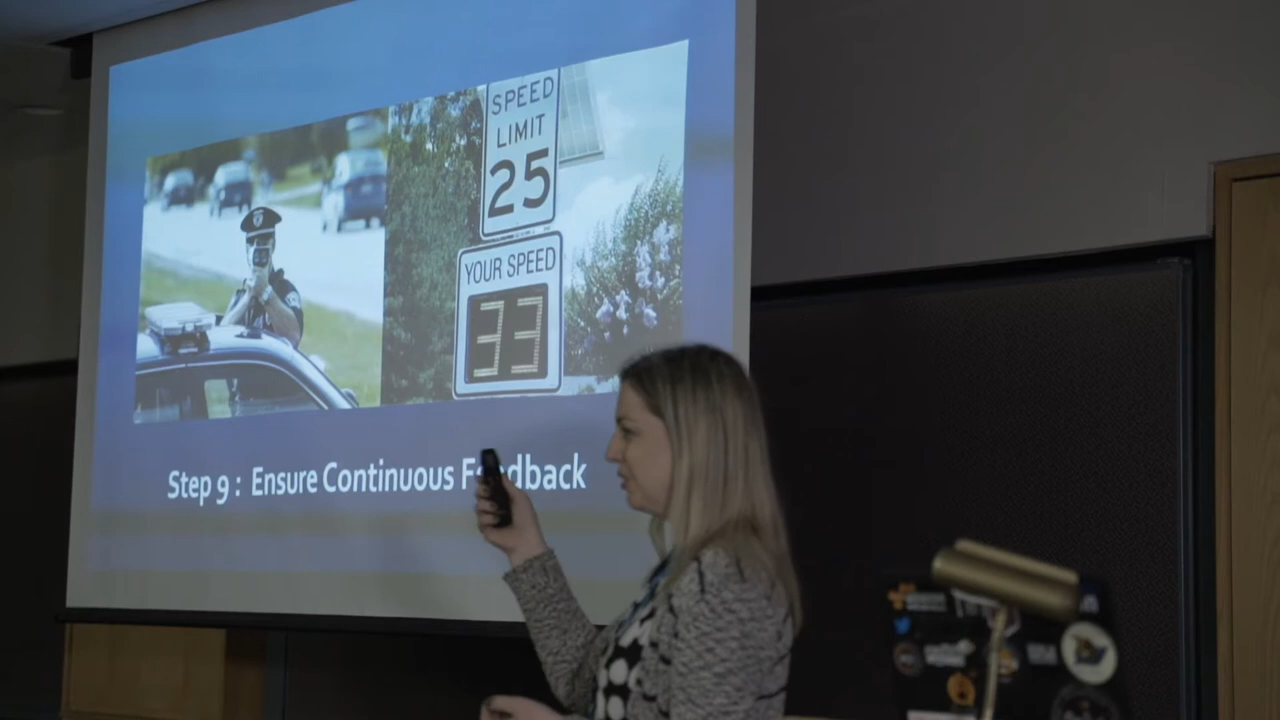 SPEED
LIMIT
25
YOUR SPEED
33
Step 9 : Ensure Continuous Feedback